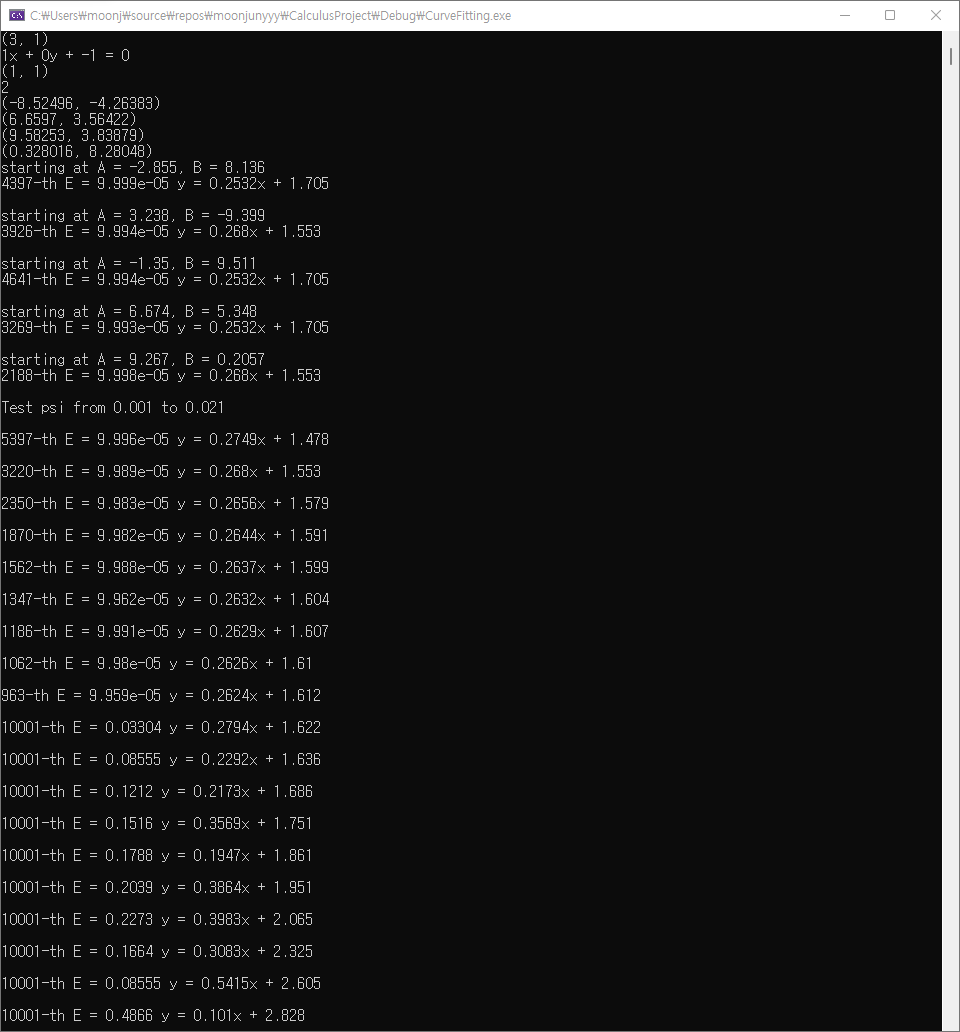 C:\Users\moonj\source\repos\moonjunyyy\CalculusProject\Debug\CurveFitting.exe
(3, 1)
1x + 0y + -1 = 0
(1, 1)
2
(-8.52496, -4.26383)
(6.6597, 3.56422)
(9.58253, 3.83879)
(0.328016, 8.28048)
starting at A = -2.855, B = 8.136
4397-th E = 9.999e-05 y = 0.2532x + 1.705
starting at A = 3.238, B = -9.399
3926-th E = 9.994e-05 y = 0.268x + 1.553
starting at A = -1.35, B = 9.511
4641-th E = 9.994e-05 y = 0.2532x + 1.705
starting at A = 6.674, B = 5.348
3269-th E = 9.993e-05 y = 0.2532x + 1.705
starting at A = 9.267, B = 0.2057
2188-th E = 9.998e-05 y = 0.268x + 1.553
Test psi from 0.001 to 0.021
5397-th E = 9.996e-05 y = 0.2749x + 1.478
3220-th E = 9.989e-05 y = 0.268x + 1.553
2350-th E = 9.983e-05 y = 0.2656x + 1.579
1870-th E = 9.982e-05 y = 0.2644x + 1.591
1562-th E = 9.988e-05 y = 0.2637x + 1.599
1347-th E = 9.962e-05 y = 0.2632x + 1.604
1186-th E = 9.991e-05 y = 0.2629x + 1.607
1062-th E = 9.98e-05 y = 0.2626x + 1.61
963-th E = 9.959e-05 y = 0.2624x + 1.612
10001-th E = 0.03304 y = 0.2794x + 1.622
10001-th E = 0.08555 y = 0.2292x + 1.636
10001-th E = 0.1212 y = 0.2173x + 1.686
10001-th E = 0.1516 y = 0.3569x + 1.751
10001-th E = 0.1788 y = 0.1947x + 1.861
10001-th E = 0.2039 y = 0.3864x + 1.951
10001-th E = 0.2273 y = 0.3983x + 2.065
10001-th E = 0.1664 y = 0.3083x + 2.325
10001-th E = 0.08555 y = 0.5415x + 2.605
10001-th E = 0.4866 y = 0.101x + 2.828